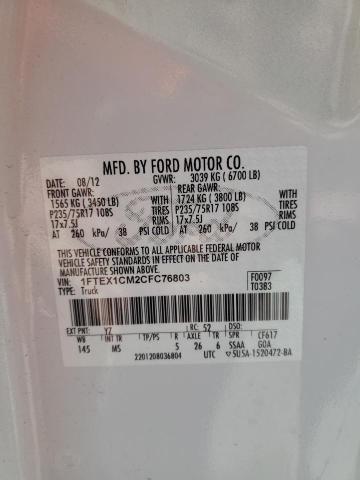 MFD. BY FORD MOTOR CO.
DATE: 08/12 GVWR: 3039 KG ( 6700 LB)
FRONT GAWR: REAR GAWR:
1565 KG ( 3450 LB) 1724 KG ( 3800 LB)
P235/75R17 108S TIRES P235/75R17 108S TIRES
17x7.5J RIMS 17x7.5J RIMS
AT 260 kPa/ 38 PSI COLD AT 260 kPa/ 38 PSI COLD
THIS VEHICLE CONFORMS TO ALL APPLICABLE FEDERAL MOTOR
VEHICLE SAFETY STANDARDS IN EFFECT ON THE DATE OF
MANUFACTURE SHOWN ABOVE.
VIN: 1FTEX1CM2CFC76803 F0097
TYPE: Truck T03B3
EXT PNT: YZ RC: 52 DSO:
WB INT TR TP/PS R AXLE TR SPR CF617
145 MS 5 26 6 SSAA GOA
2201208036804 UTC 5U5A-1520472-BA